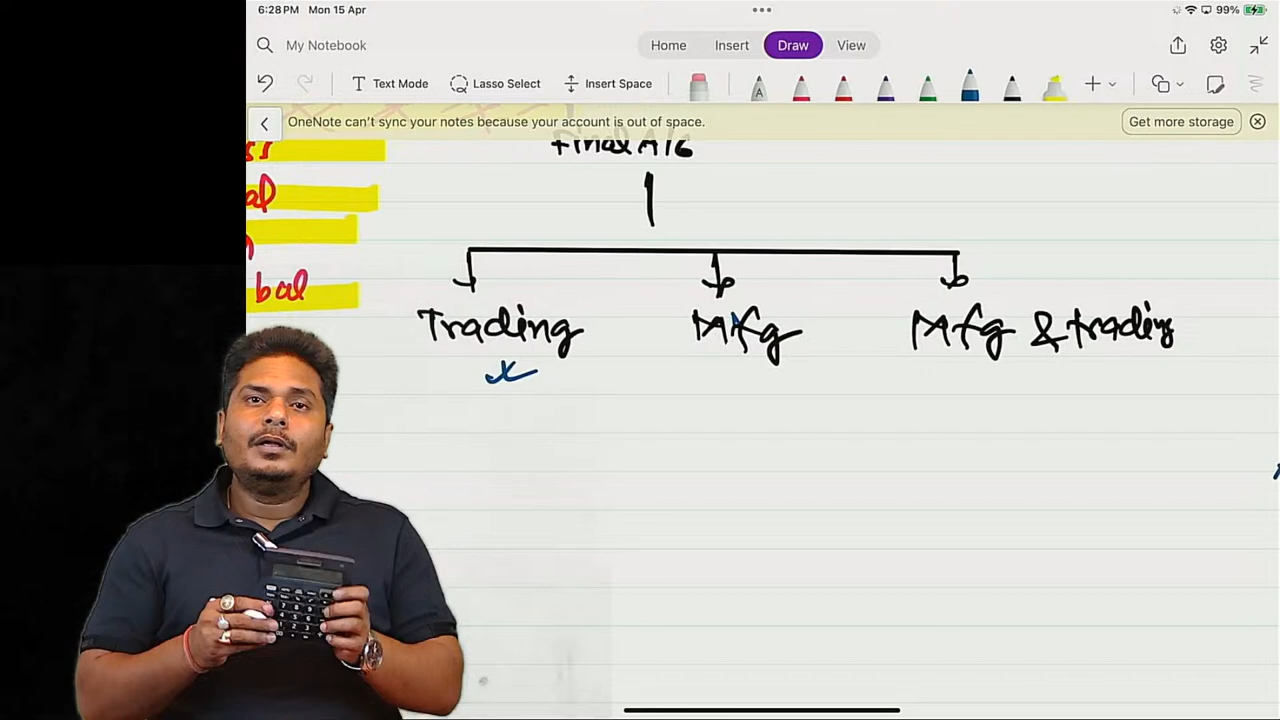 6:28 PM Mon 15 Apr
99%
My Notebook
Home Insert Draw View
Text Mode Lasso Select Insert Space
OneNote can't sync your notes because your account is out of space.
Get more storage
Final A/c
bal
Trading Mfg Mfg & trading